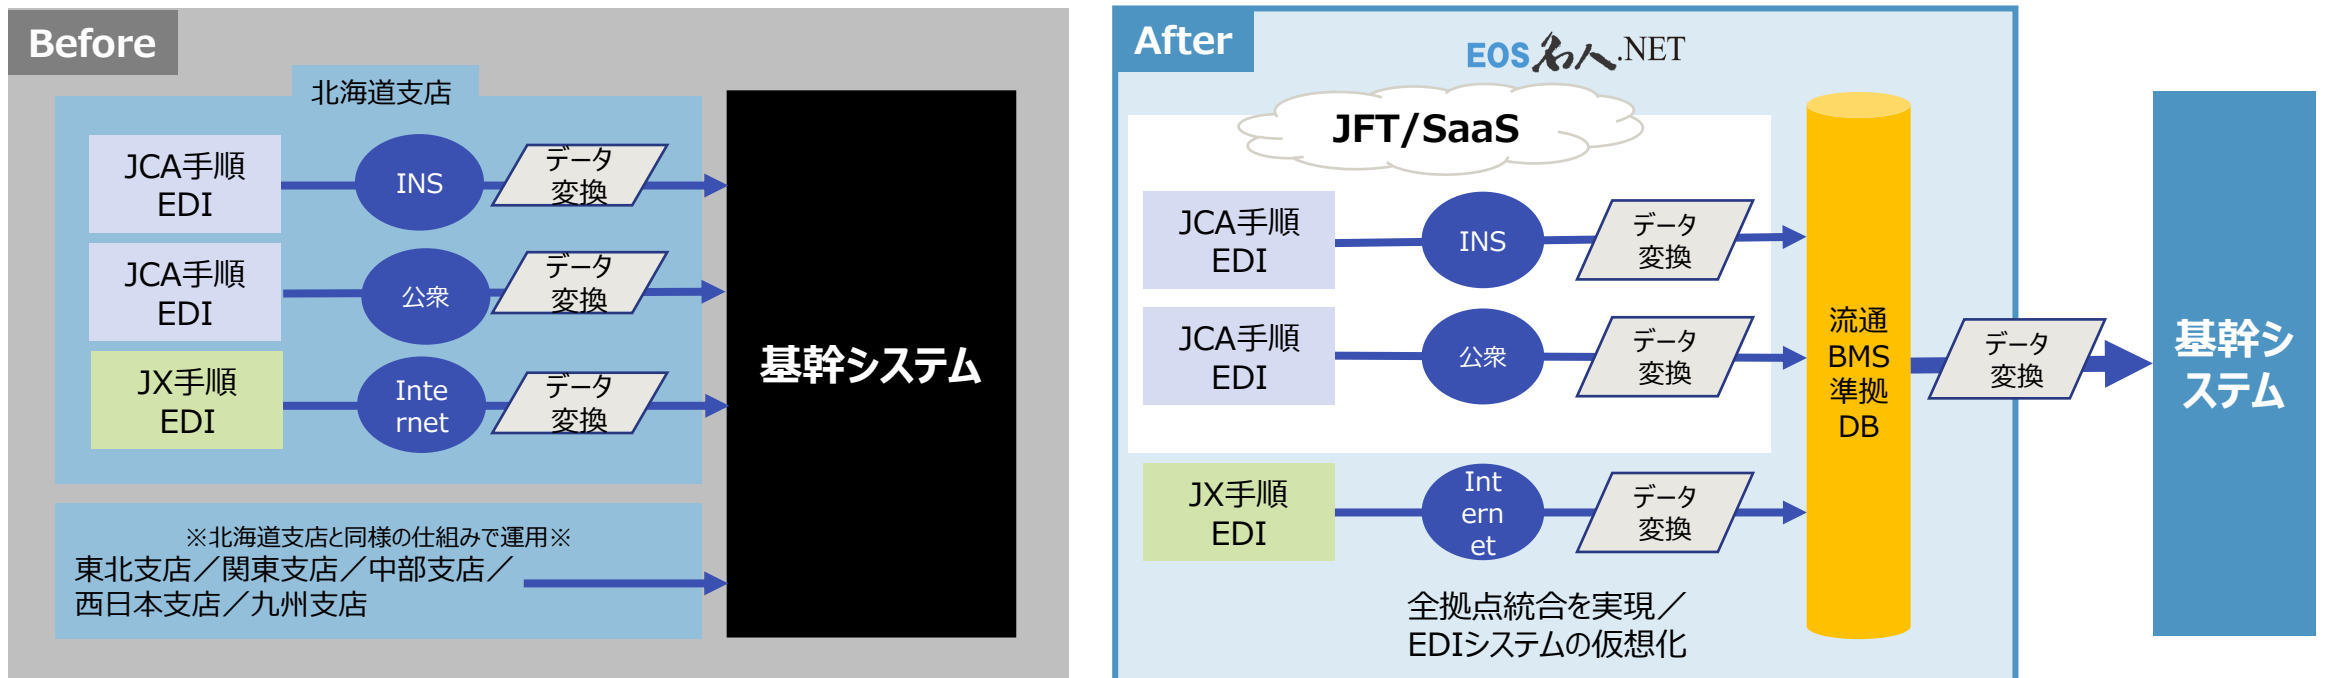 Before
北海道支店
JCA手順
EDI
INS
データ
変換
JCA手順
EDI
公衆
データ
変換
JX手順
EDI
Inte
rnet
データ
変換
基幹システム
※北海道支店と同様の仕組みで運用※
東北支店／関東支店／中部支店／
西日本支店／九州支店
After
EOS名人.NET
JFT/SaaS
JCA手順
EDI
INS
データ
変換
JCA手順
EDI
公衆
データ
変換
JX手順
EDI
Int
ern
et
データ
変換
流通
BMS
準拠
DB
データ
変換
基幹シ
ステム
全拠点統合を実現／
EDIシステムの仮想化